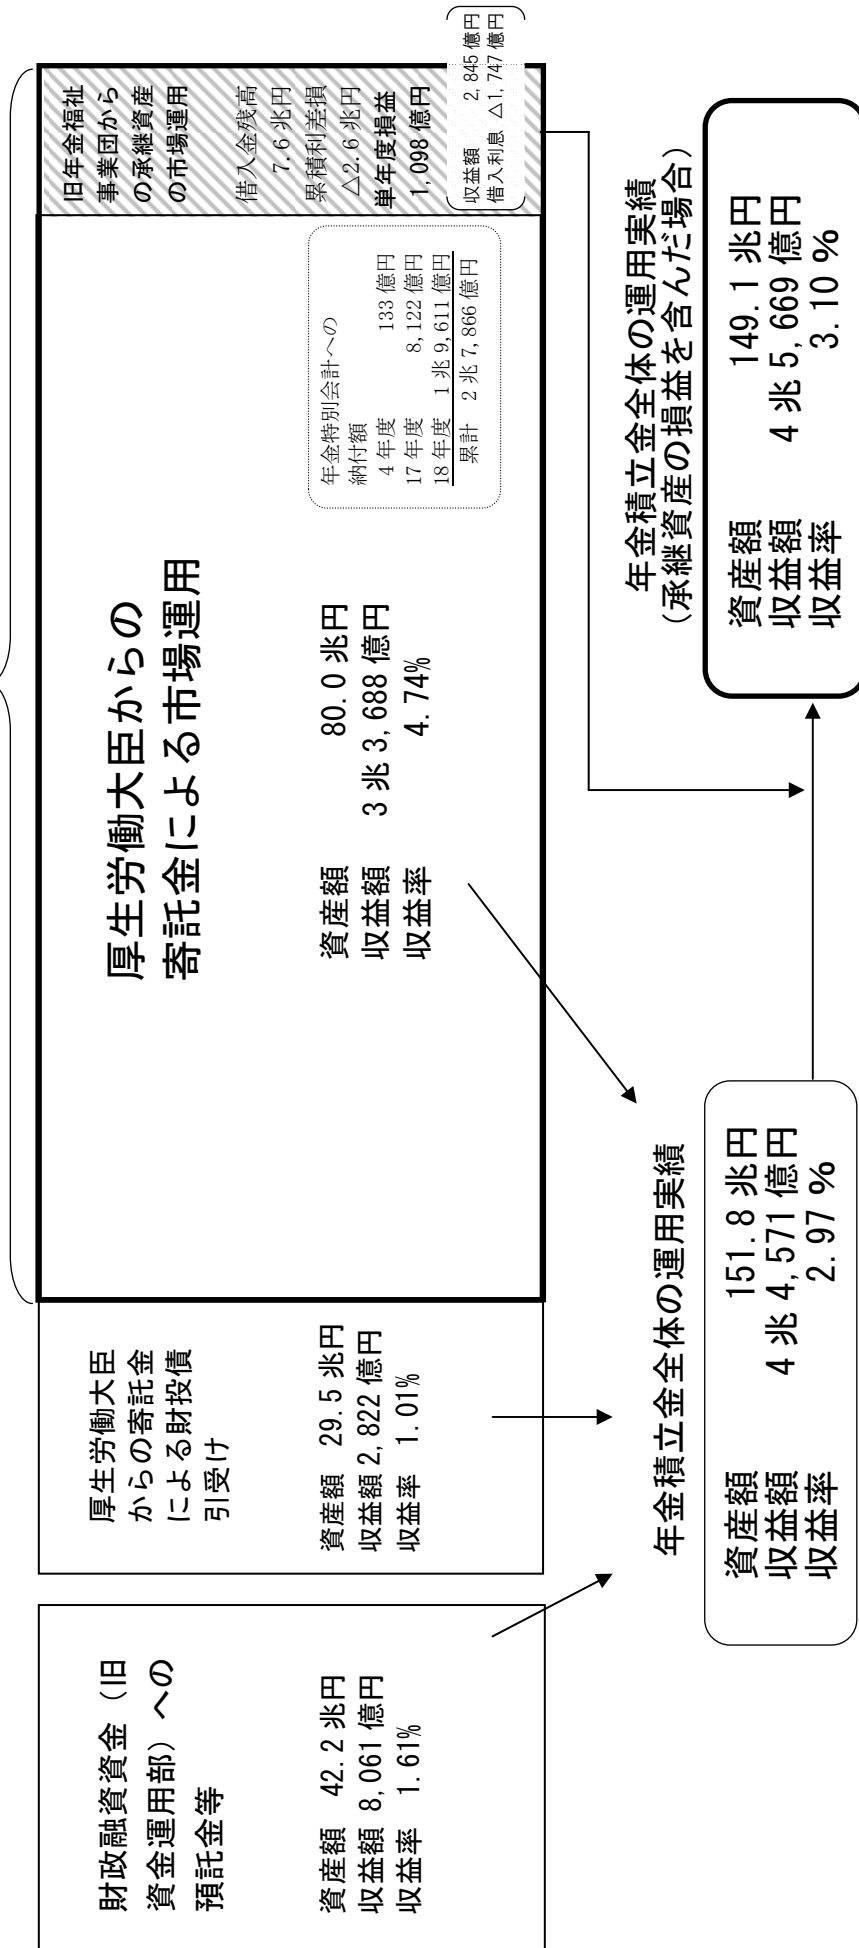 財政融資資金（旧
資金運用部）への
預託金等
資産額 42.2 兆円
収益額 8,061 億円
収益率 1.61%
厚生労働大臣
からの寄託金
による財投債
引受け
資産額 29.5 兆円
収益額 2,822 億円
収益率 1.01%
厚生労働大臣からの
寄託金による市場運用
資産額 80.0 兆円
収益額 3 兆 3,688 億円
収益率 4.74%
年金特別会計への
納付額
4 年度 133 億円
17 年度 8,122 億円
18 年度 1 兆 9,611 億円
累計 2 兆 7,866 億円
旧年金福祉
事業団から
の承継資産
の市場運用
借入金残高
7.6 兆円
累積利差損
△2.6 兆円
単年度損益
1,098 億円
収益額 2,845 億円
借入利息 △1,747 億円
年金積立金全体の運用実績
資産額 151.8 兆円
収益額 4 兆 4,571 億円
収益率 2.97 %
年金積立金全体の運用実績
（承継資産の損益を含んだ場合）
資産額 149.1 兆円
収益額 4 兆 5,669 億円
収益率 3.10 %